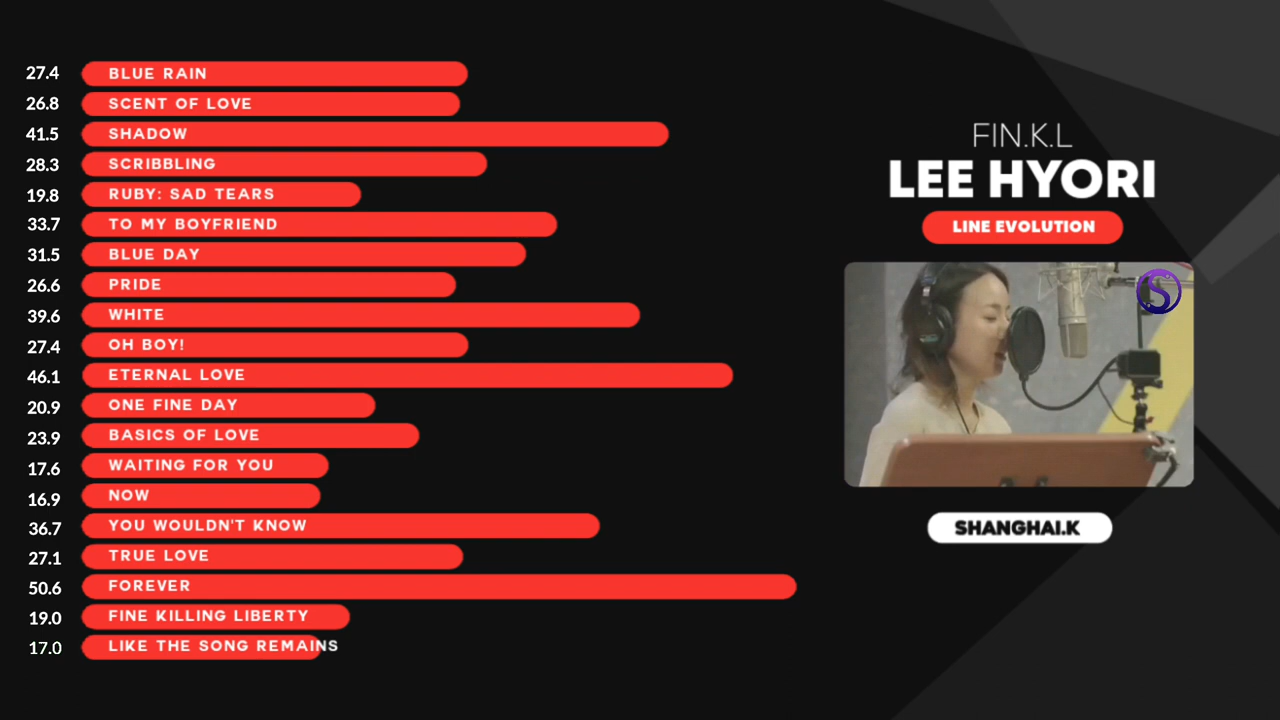 27.4 BLUE RAIN
26.8 SCENT OF LOVE
41.5 SHADOW
28.3 SCRIBBLING
19.8 RUBY: SAD TEARS
33.7 TO MY BOYFRIEND
31.5 BLUE DAY
26.6 PRIDE
39.6 WHITE
27.4 OH BOY!
46.1 ETERNAL LOVE
20.9 ONE FINE DAY
23.9 BASICS OF LOVE
17.6 WAITING FOR YOU
16.9 NOW
36.7 YOU WOULDN'T KNOW
27.1 TRUE LOVE
50.6 FOREVER
19.0 FINE KILLING LIBERTY
17.0 LIKE THE SONG REMAINS
FIN.K.L
LEE HYORI
LINE EVOLUTION
S
SHANGHAI.K